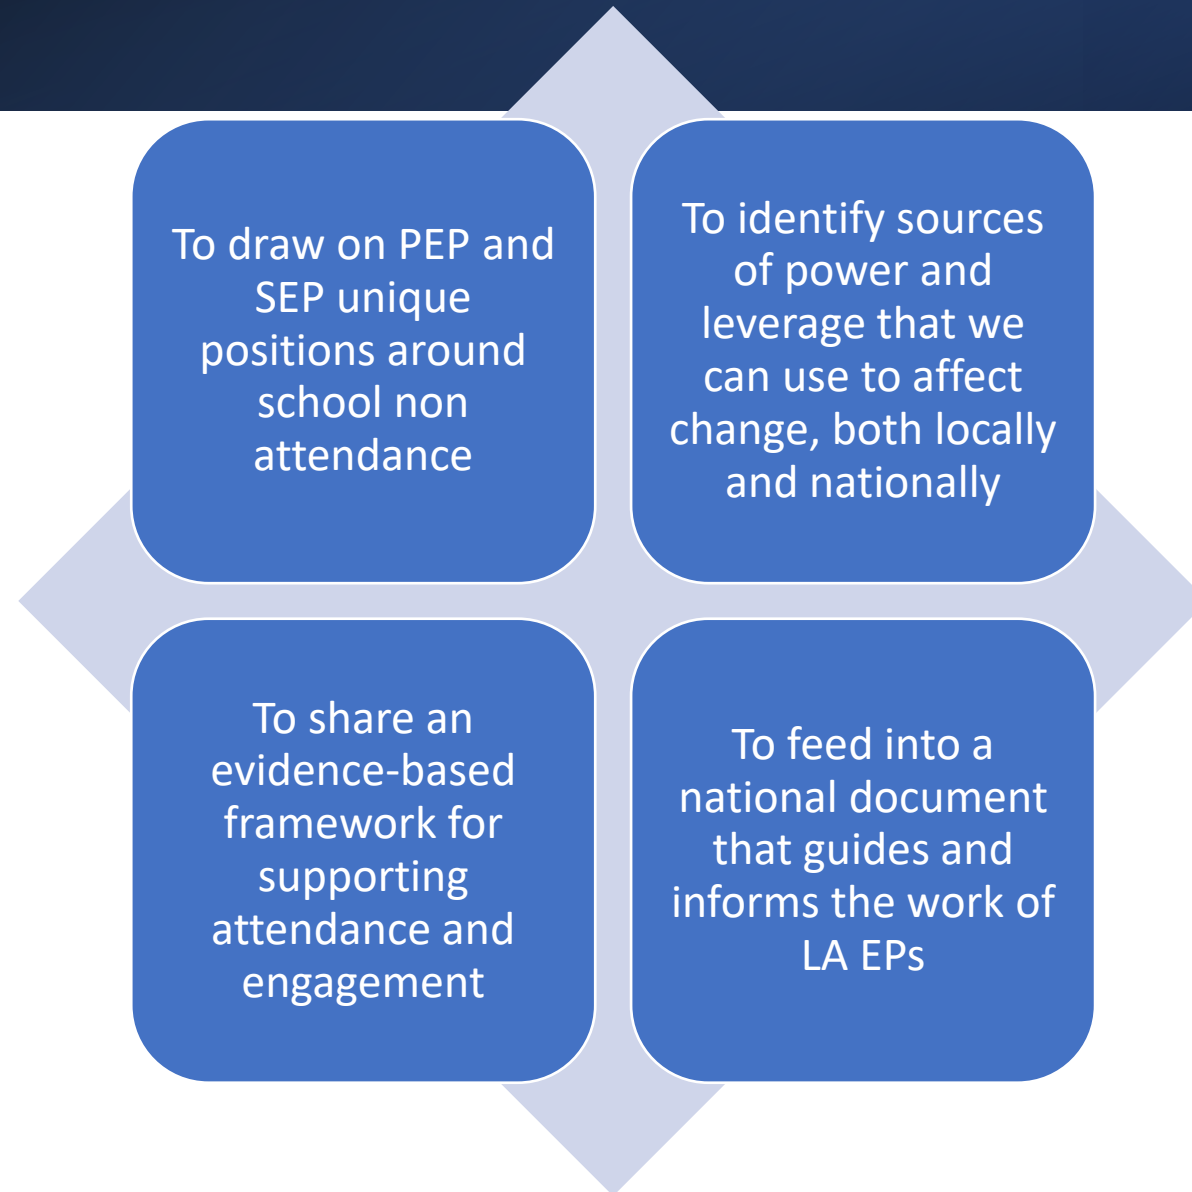 To draw on PEP and
SEP unique
positions around
school non
attendance
To identify sources
of power and
leverage that we
can use to affect
change, both locally
and nationally
To share an
evidence-based
framework for
supporting
attendance and
engagement
To feed into a
national document
that guides and
informs the work of
LA EPs